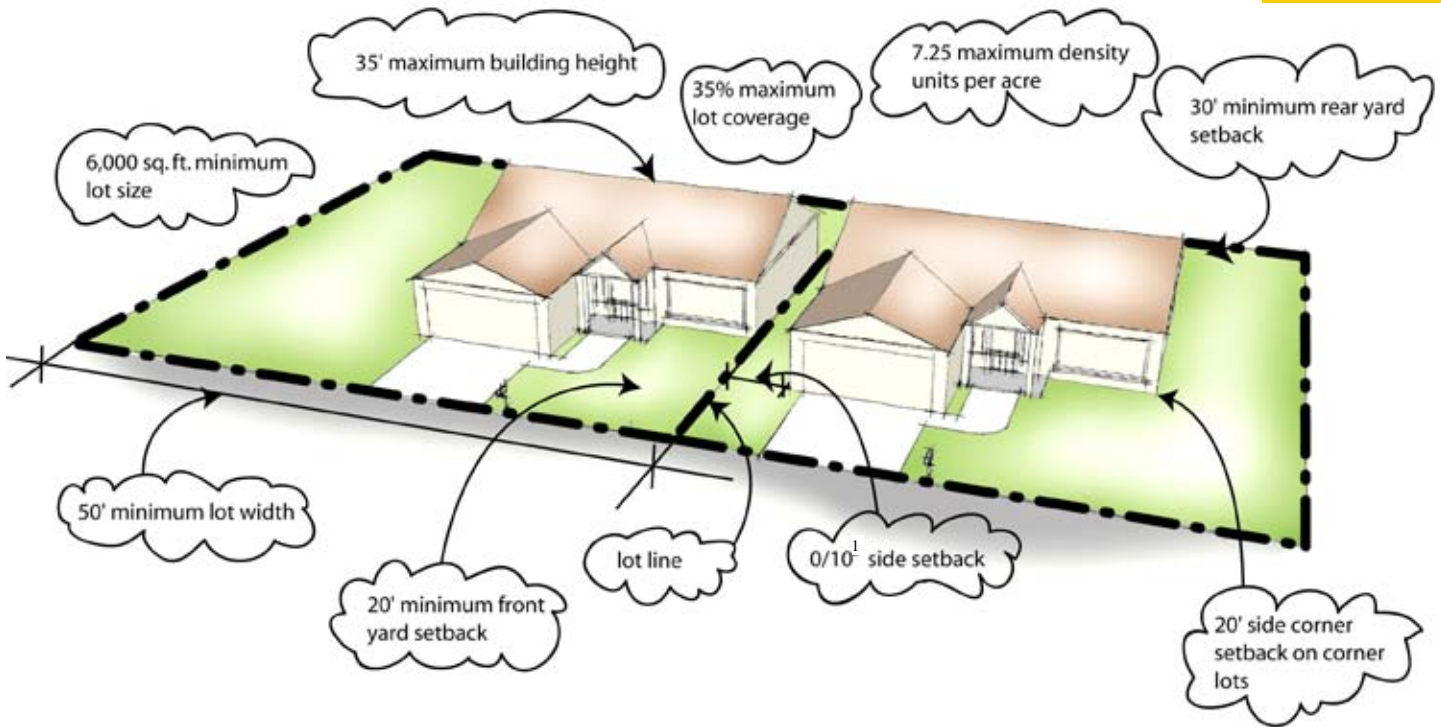 35' maximum building height
35% maximum
lot coverage
7.25 maximum density
units per acre
30' minimum rear yard
setback
6,000 sq. ft. minimum
lot size
50' minimum lot width
20' minimum front
yard setback
lot line
0/10¹ side setback
20' side corner
setback on corner
lots